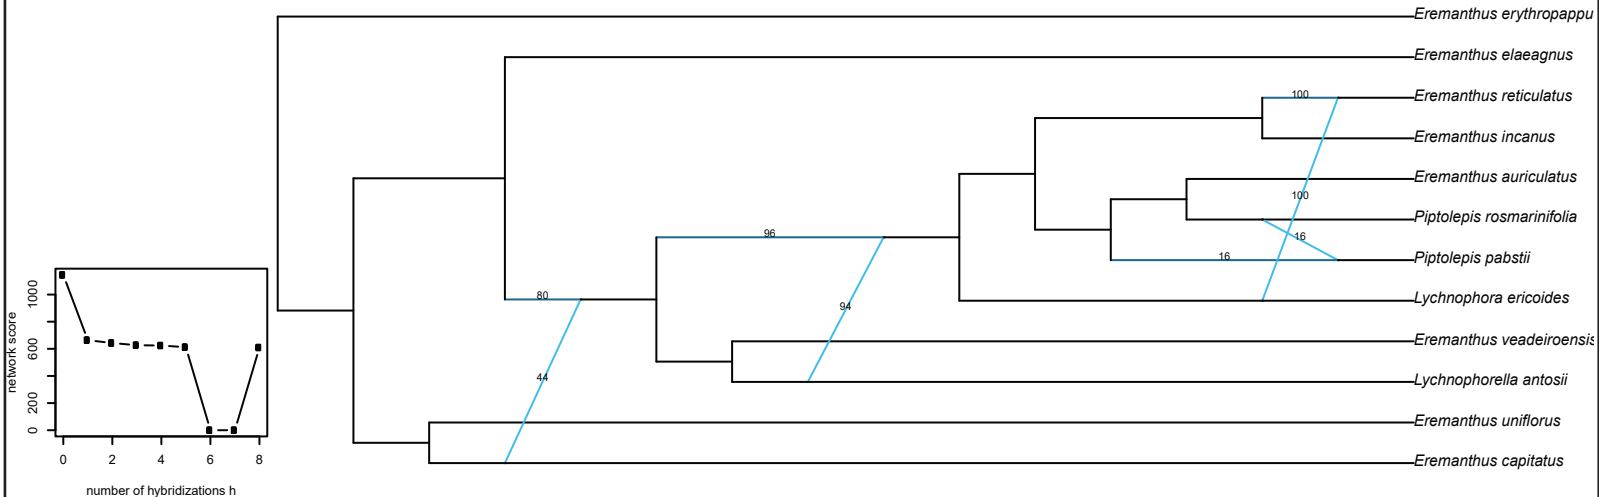 Eremanthus erythropappu
Eremanthus elaeagnus
100
Eremanthus reticulatus
Eremanthus incanus
Eremanthus auriculatus
100
Piptolepis rosmarinifolia
96
16
16
Piptolepis pabstii
80
Lychnophora ericoides
94
Eremanthus veadeiroensis
44
Lychnophorella antosii
Eremanthus uniflorus
Eremanthus capitatus
network score
1000
600
200
0
0 2 4 6 8
number of hybridizations h